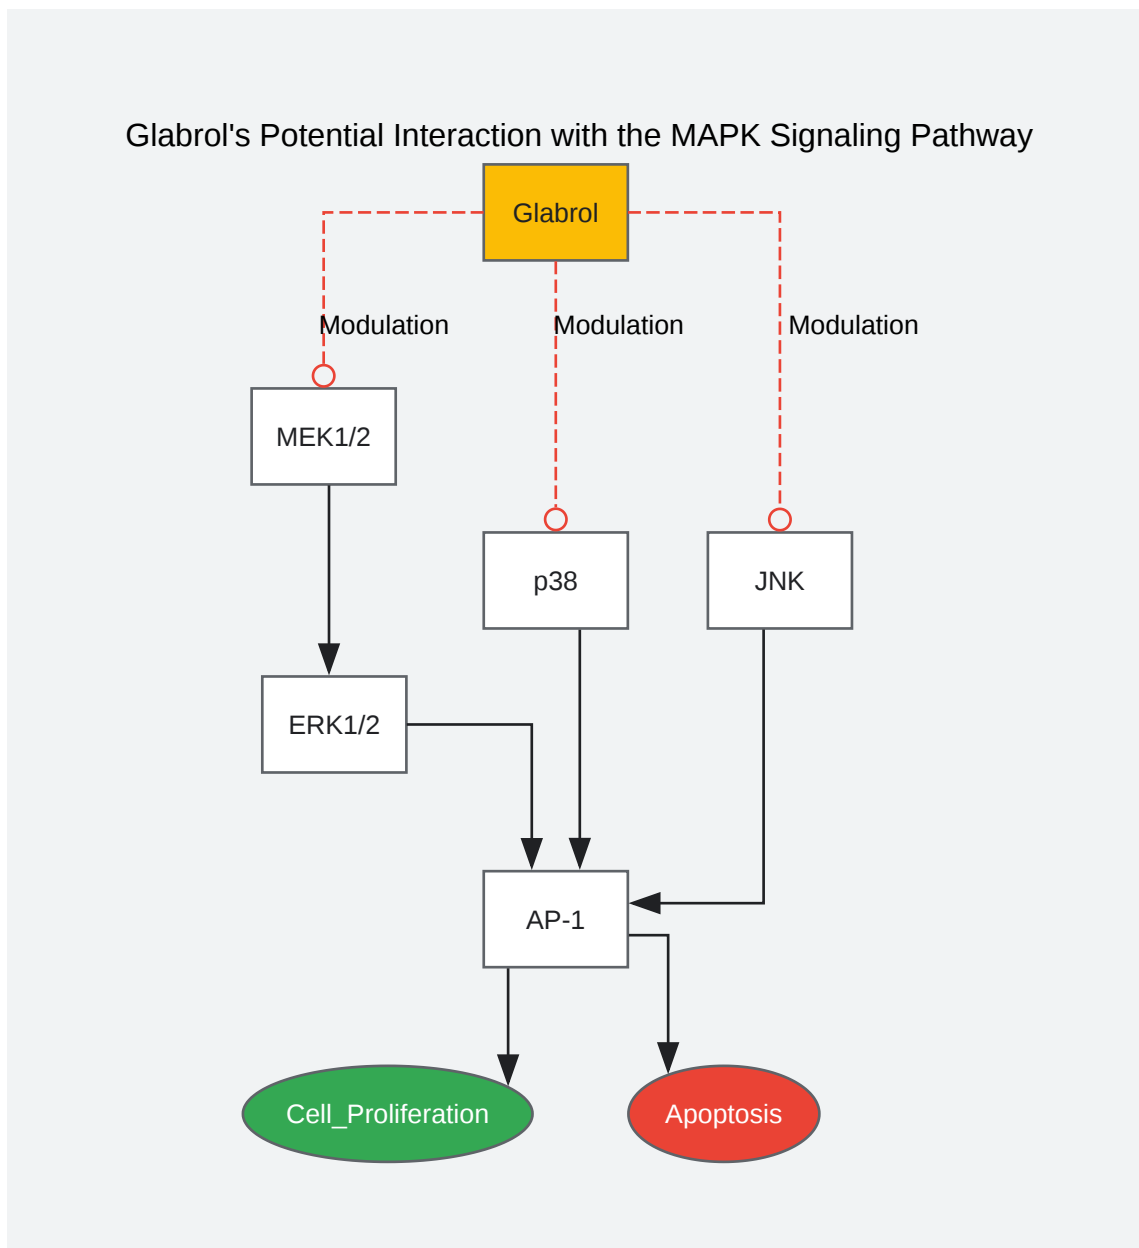 Glabrol's Potential Interaction with the MAPK Signaling Pathway
Glabrol
Modulation
Modulation
Modulation
MEK1/2
p38
JNK
ERK1/2
AP-1
Cell_Proliferation
Apoptosis